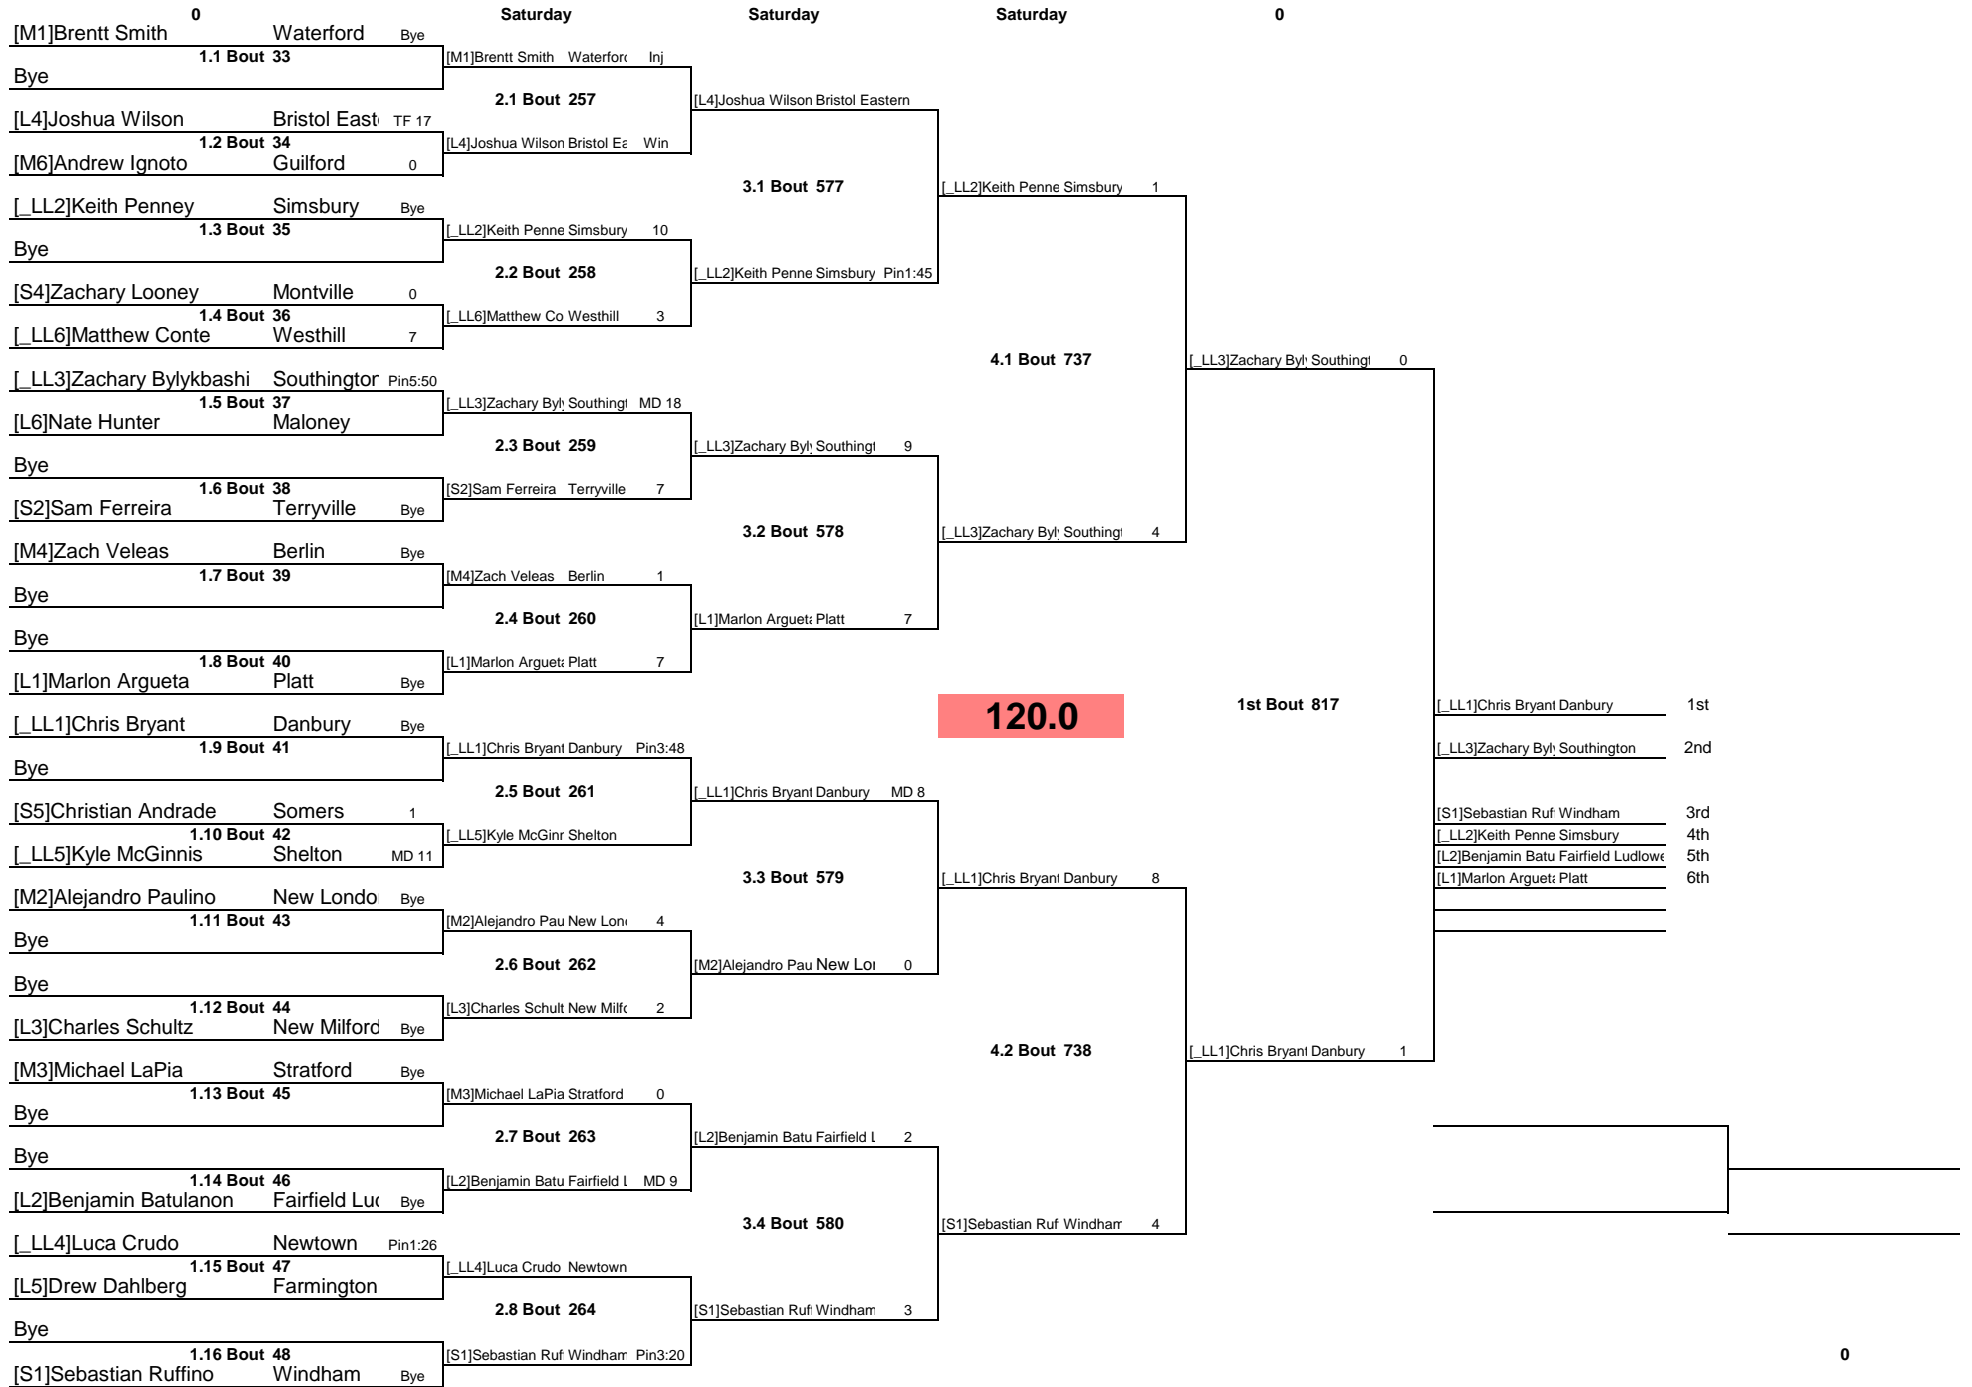 0 Saturday Saturday Saturday 0
[M1]Brentt Smith Waterford Bye
1.1 Bout 33
Bye
[L4]Joshua Wilson Bristol East TF 17
1.2 Bout 34
[M6]Andrew Ignoto Guilford 0
[_LL2]Keith Penney Simsbury Bye
1.3 Bout 35
Bye
[S4]Zachary Looney Montville 0
1.4 Bout 36
[_LL6]Matthew Conte Westhill 7
[_LL3]Zachary Bylykbashi Southington Pin5:50
1.5 Bout 37
[L6]Nate Hunter Maloney
Bye
1.6 Bout 38
[S2]Sam Ferreira Terryville Bye
[M4]Zach Veleas Berlin Bye
1.7 Bout 39
Bye
Bye
1.8 Bout 40
[L1]Marlon Argueta Platt Bye
[_LL1]Chris Bryant Danbury Bye
1.9 Bout 41
Bye
[S5]Christian Andrade Somers 1
1.10 Bout 42
[_LL5]Kyle McGinnis Shelton MD 11
[M2]Alejandro Paulino New Londo Bye
1.11 Bout 43
Bye
Bye
1.12 Bout 44
[L3]Charles Schultz New Milford Bye
[M3]Michael LaPia Stratford Bye
1.13 Bout 45
Bye
Bye
1.14 Bout 46
[L2]Benjamin Batulanon Fairfield Luc Bye
[_LL4]Luca Crudo Newtown Pin1:26
1.15 Bout 47
[L5]Drew Dahlberg Farmington
Bye
1.16 Bout 48
[S1]Sebastian Ruffino Windham Bye
[M1]Brentt Smith Waterford Inj
2.1 Bout 257
[L4]Joshua Wilson Bristol Ea Win
[_LL2]Keith Penne Simsbury 10
2.2 Bout 258
[_LL6]Matthew Co Westhill 3
[_LL3]Zachary Byly Southingt MD 18
2.3 Bout 259
[S2]Sam Ferreira Terryville 7
[M4]Zach Veleas Berlin 1
2.4 Bout 260
[L1]Marlon Argueta Platt 7
[_LL1]Chris Bryant Danbury Pin3:48
2.5 Bout 261
[_LL5]Kyle McGinr Shelton
[M2]Alejandro Pau New Lond 4
2.6 Bout 262
[L3]Charles Schult New Milfo 2
[M3]Michael LaPia Stratford 0
2.7 Bout 263
[L2]Benjamin Batu Fairfield L MD 9
[_LL4]Luca Crudo Newtown
2.8 Bout 264
[S1]Sebastian Ruf Windham Pin3:20
[L4]Joshua Wilson Bristol Eastern
3.1 Bout 577
[_LL2]Keith Penne Simsbury Pin1:45
[_LL3]Zachary Byly Southingt 9
3.2 Bout 578
[L1]Marlon Argueta Platt 7
[_LL1]Chris Bryant Danbury MD 8
3.3 Bout 579
[M2]Alejandro Pau New Lor 0
[L2]Benjamin Batu Fairfield L 2
3.4 Bout 580
[S1]Sebastian Ruf Windham 3
[_LL2]Keith Penne Simsbury 1
4.1 Bout 737
[_LL3]Zachary Byly Southingt 4
120.0
[_LL1]Chris Bryant Danbury 8
4.2 Bout 738
[S1]Sebastian Ruf Windham 4
[_LL3]Zachary Byly Southingt 0
1st Bout 817
[_LL1]Chris Bryant Danbury 1
[_LL1]Chris Bryant Danbury 1st
[_LL3]Zachary Byly Southington 2nd
[S1]Sebastian Ruf Windham 3rd
[_LL2]Keith Penne Simsbury 4th
[L2]Benjamin Batu Fairfield Ludlowe 5th
[L1]Marlon Argueta Platt 6th
0